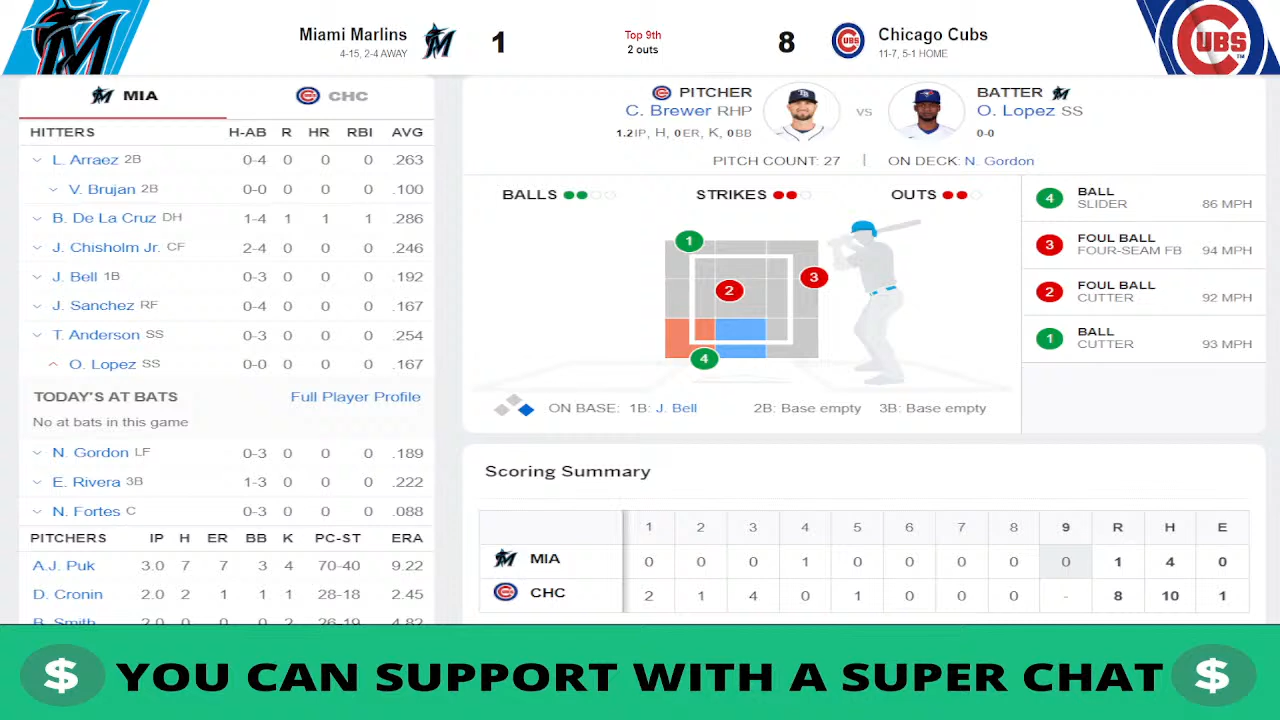 Miami Marlins
4-15, 2-4 AWAY
1
Top 9th
2 outs
8
Chicago Cubs
11-7, 5-1 HOME
CUBS
MIA
CHC
HITTERS H-AB R HR RBI AVG
L. Arraez 2B 0-4 0 0 0 .263
V. Brujan 2B 0-0 0 0 0 .100
B. De La Cruz DH 1-4 1 1 1 .286
J. Chisholm Jr. CF 2-4 0 0 0 .246
J. Bell 1B 0-3 0 0 0 .192
J. Sanchez RF 0-4 0 0 0 .167
T. Anderson SS 0-3 0 0 0 .254
O. Lopez SS 0-0 0 0 0 .167
TODAY'S AT BATS Full Player Profile
No at bats in this game
N. Gordon LF 0-3 0 0 0 .189
E. Rivera 3B 1-3 0 0 0 .222
N. Fortes C 0-3 0 0 0 .088
PITCHERS IP H ER BB K PC-ST ERA
A.J. Puk 3.0 7 7 3 4 70-40 9.22
D. Cronin 2.0 2 1 1 1 28-18 2.45
B. Smith 2.0 0 0 0 2 26-19 4.82
PITCHER
C. Brewer RHP
1.2IP, H, 0ER, K, 0BB
VS
BATTER
O. Lopez SS
0-0
PITCH COUNT: 27 | ON DECK: N. Gordon
BALLS STRIKES OUTS
1
2
3
4
ON BASE: 1B: J. Bell 2B: Base empty 3B: Base empty
4 BALL
SLIDER 86 MPH
3 FOUL BALL
FOUR-SEAM FB 94 MPH
2 FOUL BALL
CUTTER 92 MPH
1 BALL
CUTTER 93 MPH
Scoring Summary
1 2 3 4 5 6 7 8 9 R H E
MIA 0 0 0 1 0 0 0 0 0 1 4 0
CHC 2 1 4 0 1 0 0 0 - 8 10 1
$ YOU CAN SUPPORT WITH A SUPER CHAT $